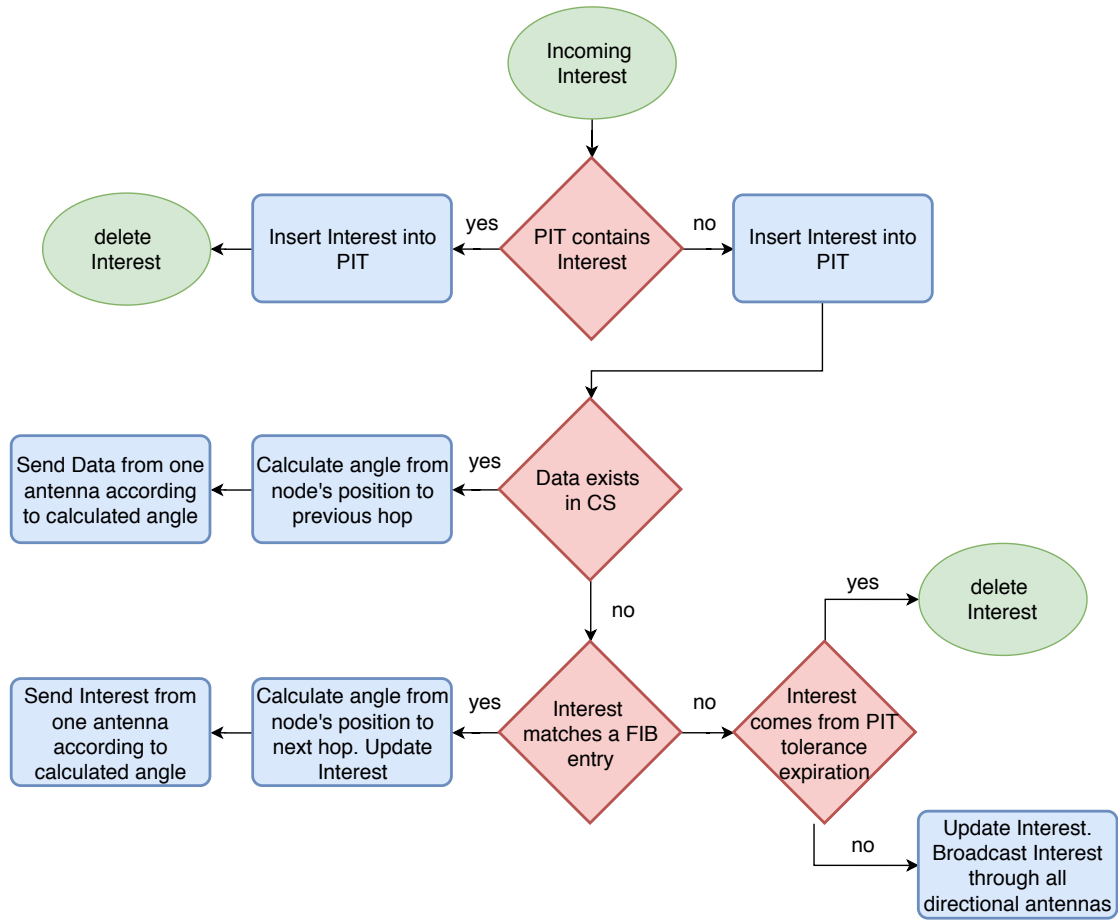 Incoming
Interest
delete
Interest
Insert Interest into
PIT
yes
PIT contains
Interest
no
Insert Interest into
PIT
Send Data from one
antenna according
to calculated angle
Calculate angle from
node's position to
previous hop
yes
Data exists
in CS
no
yes
delete
Interest
Send Interest from
one antenna
according to
calculated angle
Calculate angle from
node's position to
next hop. Update
Interest
yes
Interest
matches a FIB
entry
no
Interest
comes from PIT
tolerance
expiration
no
Update Interest.
Broadcast Interest
through all
directional antennas